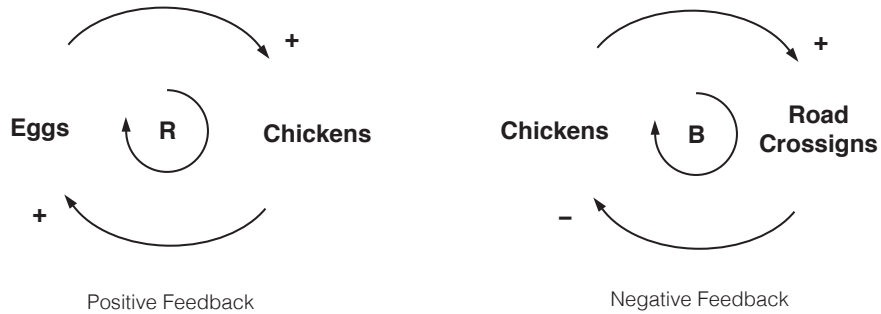 +
Eggs
R
Chickens
+
Positive Feedback
+
Chickens
B
Road
Crossigns
–
Negative Feedback